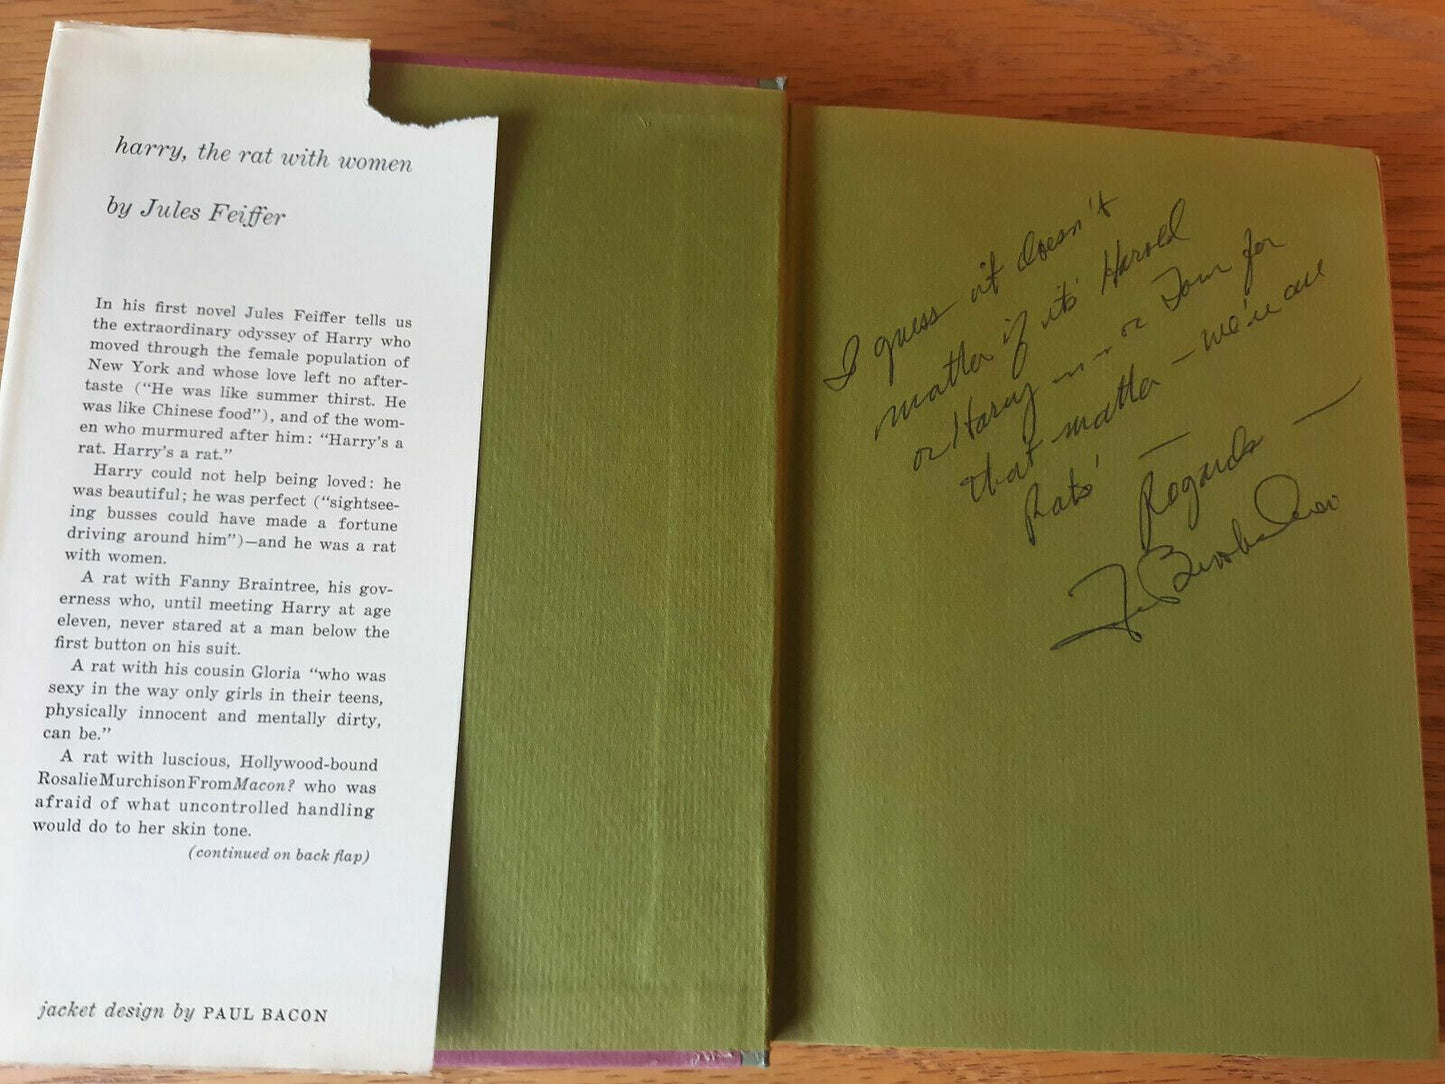 harry, the rat with women
by Jules Feiffer
In his first novel Jules Feiffer tells us
the extraordinary odyssey of Harry who
moved through the female population of
New York and whose love left no after-
taste ("He was like summer thirst. He
was like Chinese food"), and of the wom-
en who murmured after him: "Harry's a
rat. Harry's a rat."
Harry could not help being loved: he
was beautiful; he was perfect ("sightsee-
ing busses could have made a fortune
driving around him")—and he was a rat
with women.
A rat with Fanny Braintree, his gov-
erness who, until meeting Harry at age
eleven, never stared at a man below the
first button on his suit.
A rat with his cousin Gloria "who was
sexy in the way only girls in their teens,
physically innocent and mentally dirty,
can be."
A rat with luscious, Hollywood-bound
RosalieMurchisonFromMacon? who was
afraid of what uncontrolled handling
would do to her skin tone.
(continued on back flap)
jacket design by PAUL BACON
I guess it doesn't
matter if its' Harold
or Harry — or Tom for
that matter — we're all
Rats' —
Regards —